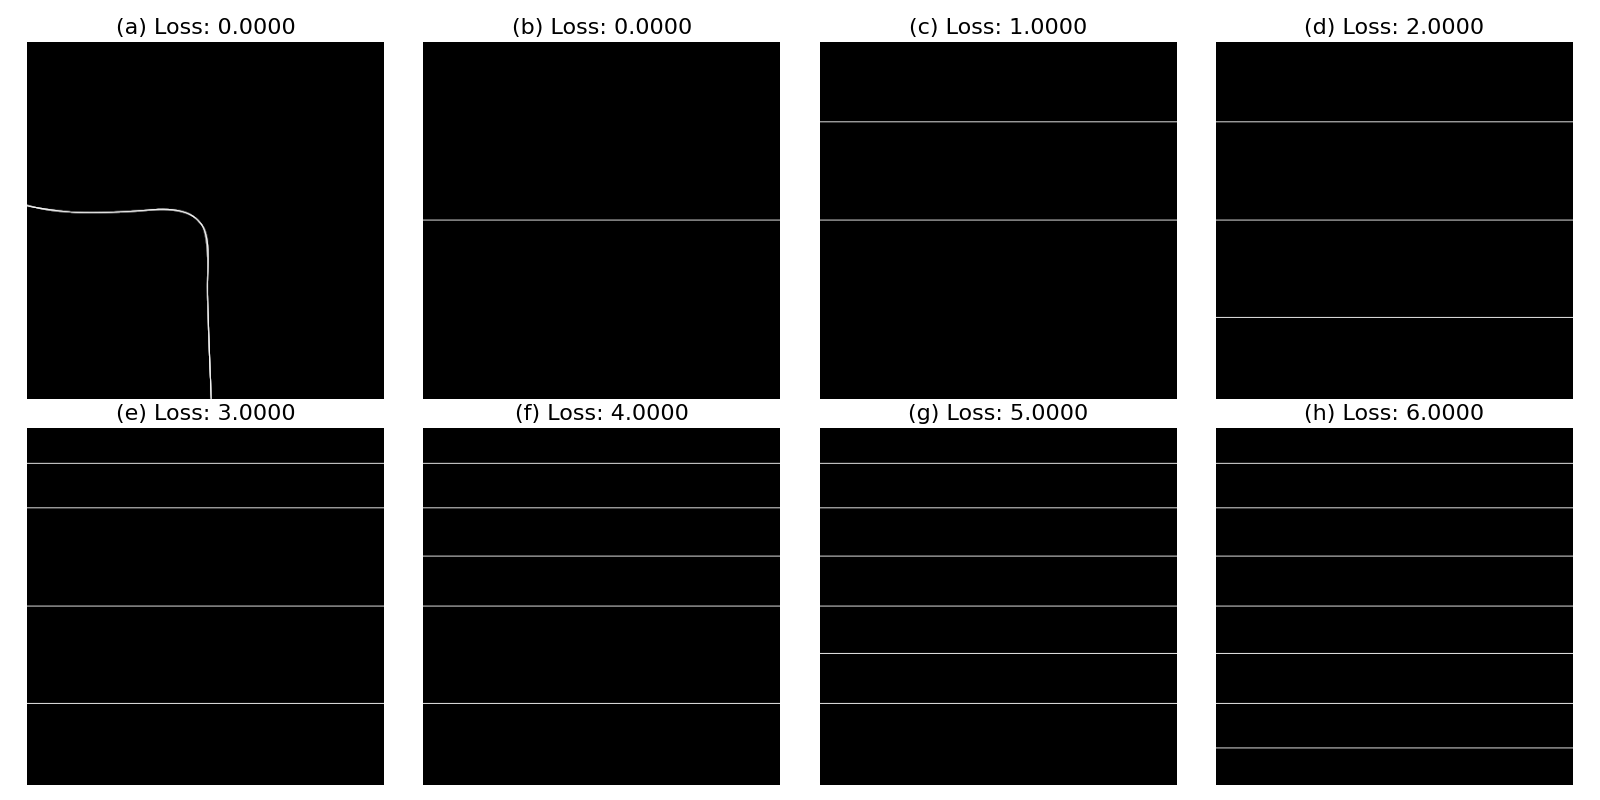 (a) Loss: 0.0000
(b) Loss: 0.0000
(c) Loss: 1.0000
(d) Loss: 2.0000
(e) Loss: 3.0000
(f) Loss: 4.0000
(g) Loss: 5.0000
(h) Loss: 6.0000